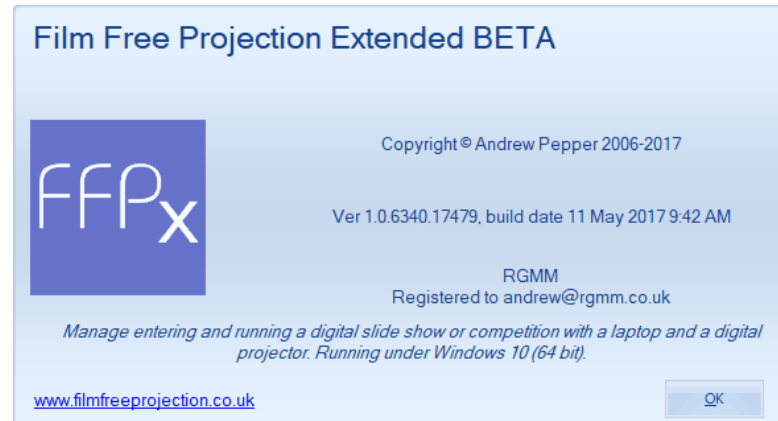 Film Free Projection Extended BETA
FFPx
Copyright © Andrew Pepper 2006-2017
Ver 1.0.6340.17479, build date 11 May 2017 9:42 AM
RGMM
Registered to andrew@rgmm.co.uk
Manage entering and running a digital slide show or competition with a laptop and a digital
projector. Running under Windows 10 (64 bit).
www.filmfreeprojection.co.uk
OK